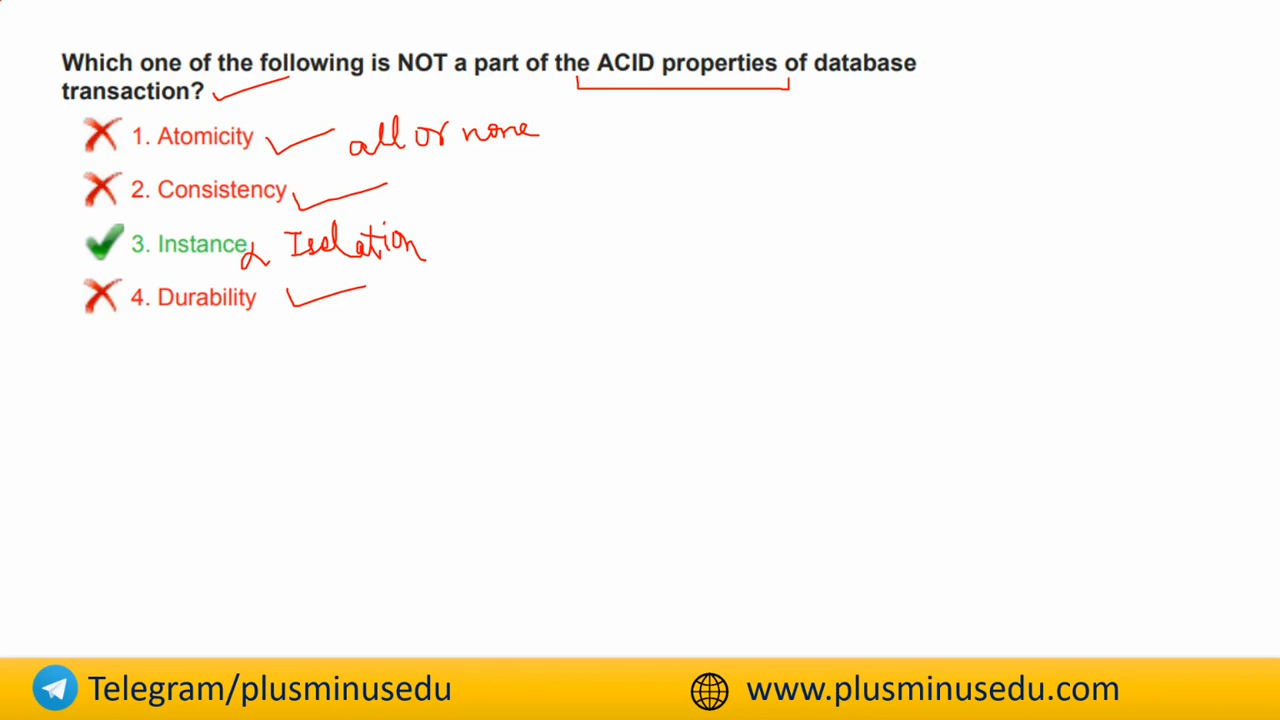 Which one of the following is NOT a part of the ACID properties of database
transaction?
1. Atomicity all or none
2. Consistency
3. Instance Isolation
4. Durability
Telegram/plusminusedu www.plusminusedu.com